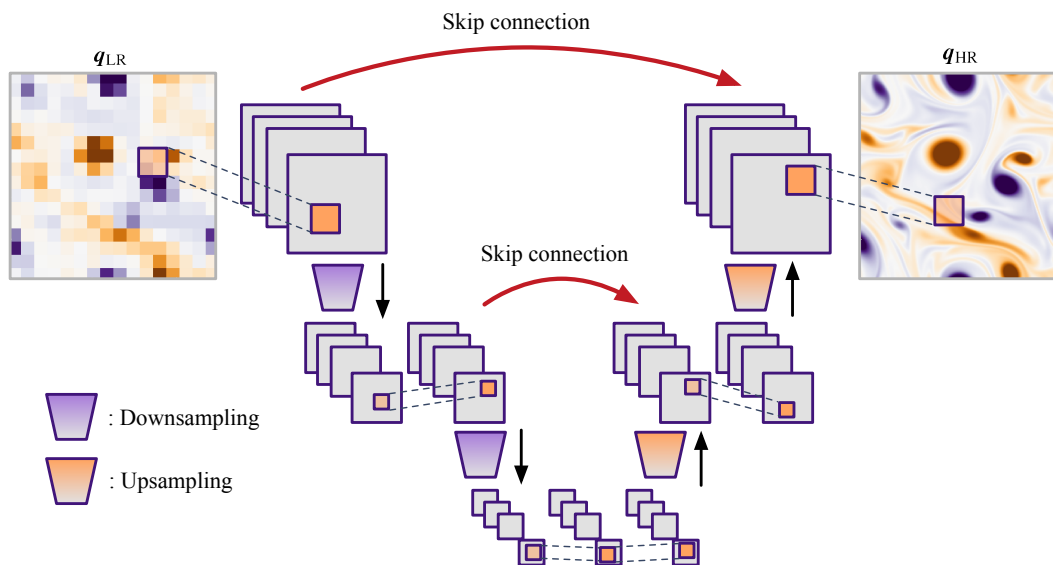 Skip connection
q_LR
q_HR
Skip connection
: Downsampling
: Upsampling